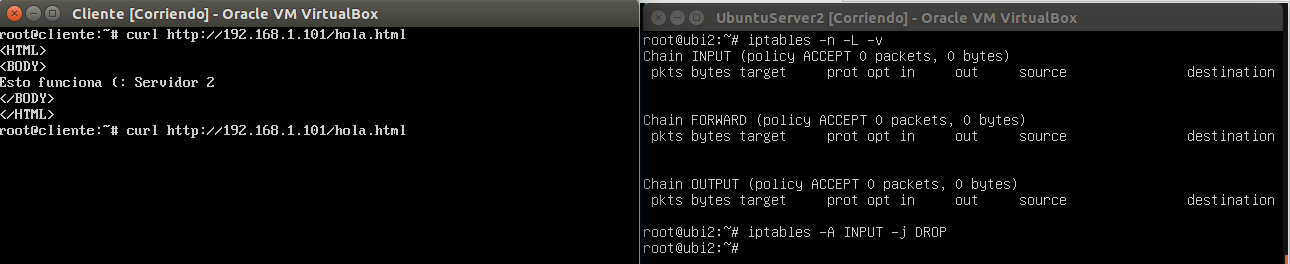 Cliente [Corriendo] - Oracle VM VirtualBox
root@cliente:~# curl http://192.168.1.101/hola.html
<HTML>
<BODY>
Esto funciona (: Servidor 2
</BODY>
</HTML>
root@cliente:~# curl http://192.168.1.101/hola.html
UbuntuServer2 [Corriendo] - Oracle VM VirtualBox
root@ubi2:~# iptables -n -L -v
Chain INPUT (policy ACCEPT 0 packets, 0 bytes)
pkts bytes target prot opt in out source destination
Chain FORWARD (policy ACCEPT 0 packets, 0 bytes)
pkts bytes target prot opt in out source destination
Chain OUTPUT (policy ACCEPT 0 packets, 0 bytes)
pkts bytes target prot opt in out source destination
root@ubi2:~# iptables -A INPUT -j DROP
root@ubi2:~#